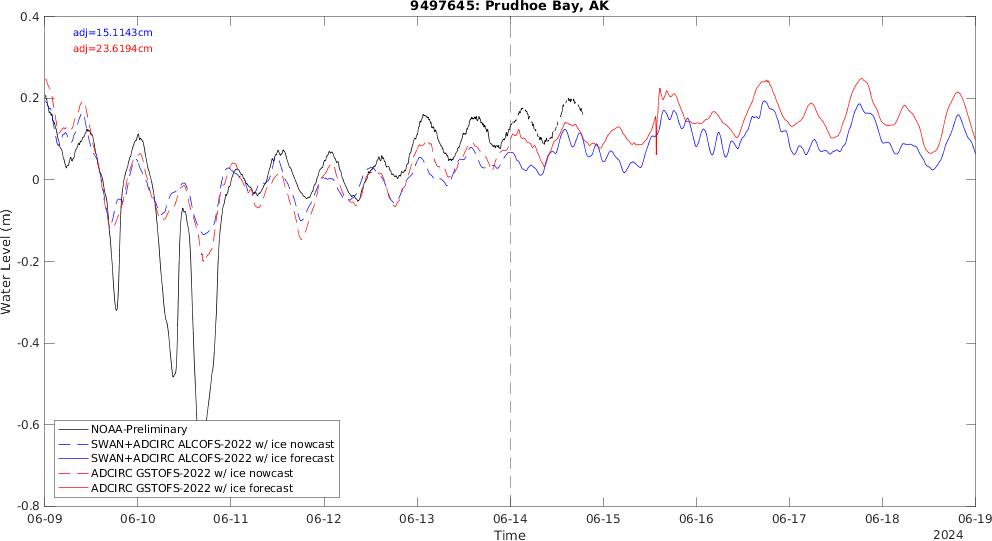 9497645: Prudhoe Bay, AK
adj=15.1143cm
adj=23.6194cm
0.4
0.2
0
-0.2
-0.4
-0.6
-0.8
Water Level (m)
NOAA-Preliminary
SWAN+ADCIRC ALCOFS-2022 w/ ice nowcast
SWAN+ADCIRC ALCOFS-2022 w/ ice forecast
ADCIRC GSTOFS-2022 w/ ice nowcast
ADCIRC GSTOFS-2022 w/ ice forecast
06-09 06-10 06-11 06-12 06-13 06-14 06-15 06-16 06-17 06-18 06-19
Time
2024